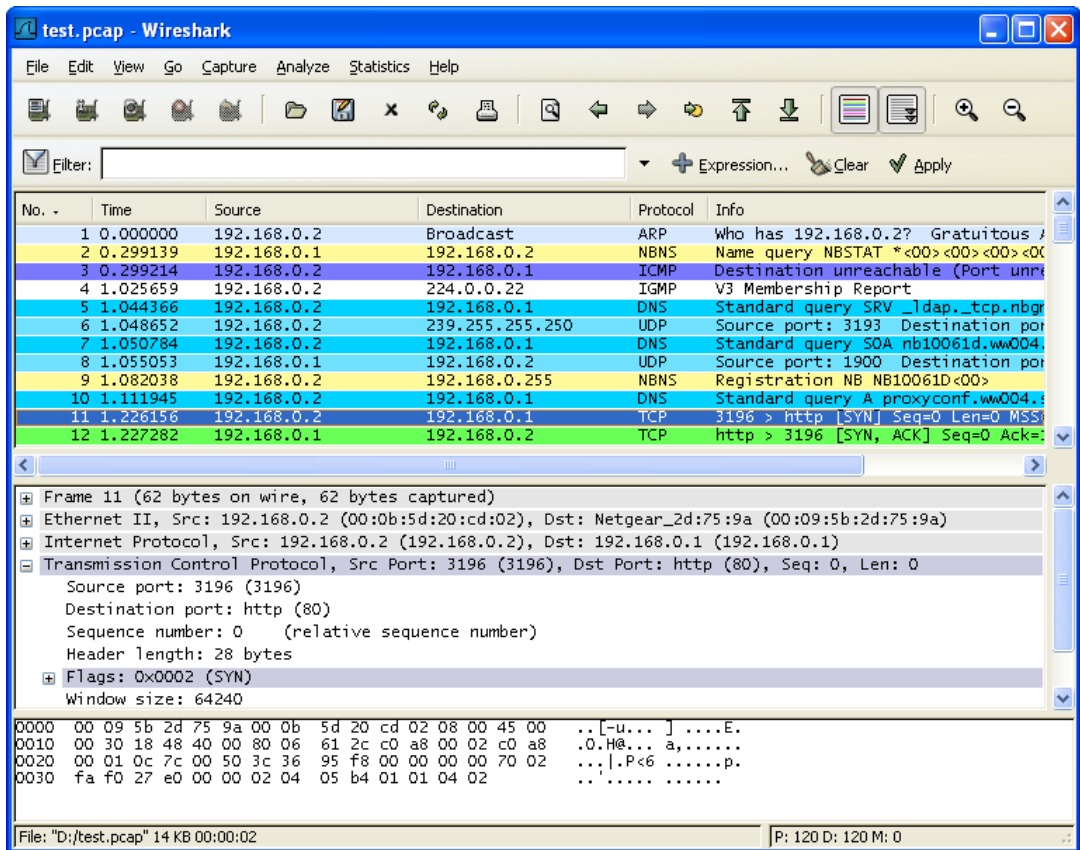 test.pcap - Wireshark
File Edit View Go Capture Analyze Statistics Help
Filter: Expression... Clear Apply
No. Time Source Destination Protocol Info
1 0.000000 192.168.0.2 Broadcast ARP Who has 192.168.0.2? Gratuitous
2 0.299139 192.168.0.1 192.168.0.2 NBNS Name query NBSTAT *<00><00><00><00
3 0.299214 192.168.0.2 192.168.0.1 ICMP Destination unreachable (Port unre
4 1.025659 192.168.0.2 224.0.0.22 IGMP V3 Membership Report
5 1.044366 192.168.0.2 192.168.0.1 DNS Standard query SRV _ldap._tcp.nbgr
6 1.048652 192.168.0.2 239.255.255.250 UDP Source port: 3193 Destination por
7 1.050784 192.168.0.2 192.168.0.1 DNS Standard query SOA nb10061d.ww004.
8 1.055053 192.168.0.1 192.168.0.2 UDP Source port: 1900 Destination por
9 1.082038 192.168.0.2 192.168.0.255 NBNS Registration NB NB10061D<00>
10 1.111945 192.168.0.2 192.168.0.1 DNS Standard query A proxyconf.ww004.s
11 1.226156 192.168.0.2 192.168.0.1 TCP 3196 > http [SYN] Seq=0 Len=0 MSS
12 1.227282 192.168.0.1 192.168.0.2 TCP http > 3196 [SYN, ACK] Seq=0 Ack=
Frame 11 (62 bytes on wire, 62 bytes captured)
Ethernet II, Src: 192.168.0.2 (00:0b:5d:20:cd:02), Dst: Netgear_2d:75:9a (00:09:5b:2d:75:9a)
Internet Protocol, Src: 192.168.0.2 (192.168.0.2), Dst: 192.168.0.1 (192.168.0.1)
Transmission Control Protocol, Src Port: 3196 (3196), Dst Port: http (80), Seq: 0, Len: 0
Source port: 3196 (3196)
Destination port: http (80)
Sequence number: 0 (relative sequence number)
Header length: 28 bytes
Flags: 0x0002 (SYN)
Window size: 64240
0000 00 09 5b 2d 75 9a 00 0b 5d 20 cd 02 08 00 45 00 ..[-u... ] ....E.
0010 00 30 18 48 40 00 80 06 61 2c c0 a8 00 02 c0 a8 .0.H@... a,......
0020 00 01 0c 7c 00 50 3c 36 95 f8 00 00 00 00 70 02 ...|.P<6 ......p.
0030 fa f0 27 e0 00 00 02 04 05 b4 01 01 04 02 ..'..... ......
File: "D:/test.pcap" 14 KB 00:00:02 P: 120 D: 120 M: 0